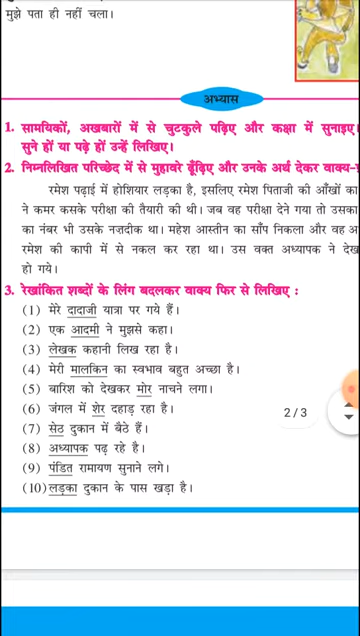 मुझे पता ही नहीं चला।
अभ्यास
1. सामयिकों, अखबारों में से चुटकुले पढ़िए और कक्षा में सुनाइए।
सुने हों या पढ़े हों उन्हें लिखिए।
2. निम्नलिखित परिच्छेद में से मुहावरे ढूँढ़िए और उनके अर्थ देकर वाक्य-
रमेश पढ़ाई में होशियार लड़का है, इसलिए रमेश पिताजी की आँखों का
ने कमर कसके परीक्षा की तैयारी की थी। जब वह परीक्षा देने गया तो उसका
का नंबर भी उसके नज़दीक था। महेश आस्तीन का साँप निकला और वह अ
रमेश की कापी में से नकल कर रहा था। उस वक्त अध्यापक ने देख
हो गये।
3. रेखांकित शब्दों के लिंग बदलकर वाक्य फिर से लिखिए :
(1) मेरे दादाजी यात्रा पर गये हैं।
(2) एक आदमी ने मुझसे कहा।
(3) लेखक कहानी लिख रहा है।
(4) मेरी मालकिन का स्वभाव बहुत अच्छा है।
(5) बारिश को देखकर मोर नाचने लगा।
(6) जंगल में शेर दहाड़ रहा है।
2/3
(7) सेठ दुकान में बैठे हैं।
(8) अध्यापक पढ़ रहे है।
(9) पंडित रामायण सुनाने लगे।
(10) लड़का दुकान के पास खड़ा है।